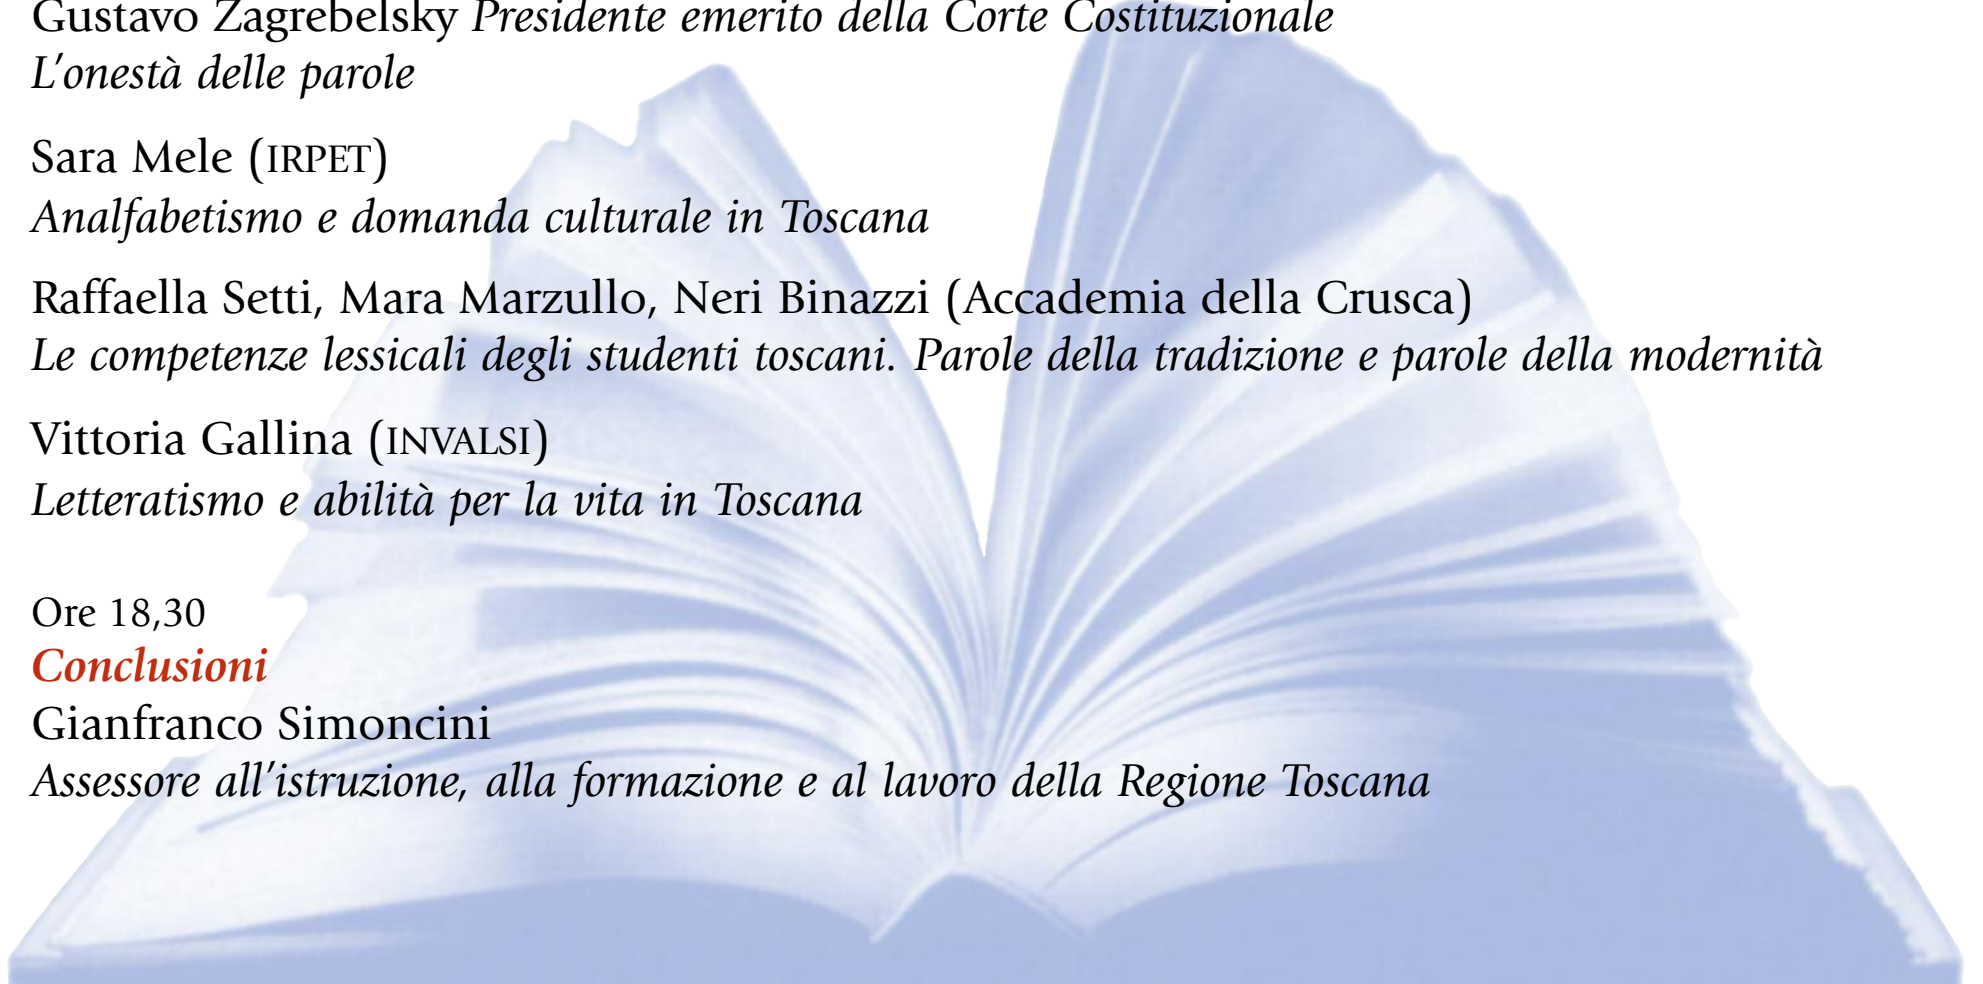 Gustavo Zagrebelsky Presidente emerito della Corte Costituzionale
L'onestà delle parole
Sara Mele (IRPET)
Analfabetismo e domanda culturale in Toscana
Raffaella Setti, Mara Marzullo, Neri Binazzi (Accademia della Crusca)
Le competenze lessicali degli studenti toscani. Parole della tradizione e parole della modernità
Vittoria Gallina (INVALSI)
Letteratismo e abilità per la vita in Toscana
Ore 18,30
Conclusioni
Gianfranco Simoncini
Assessore all'istruzione, alla formazione e al lavoro della Regione Toscana